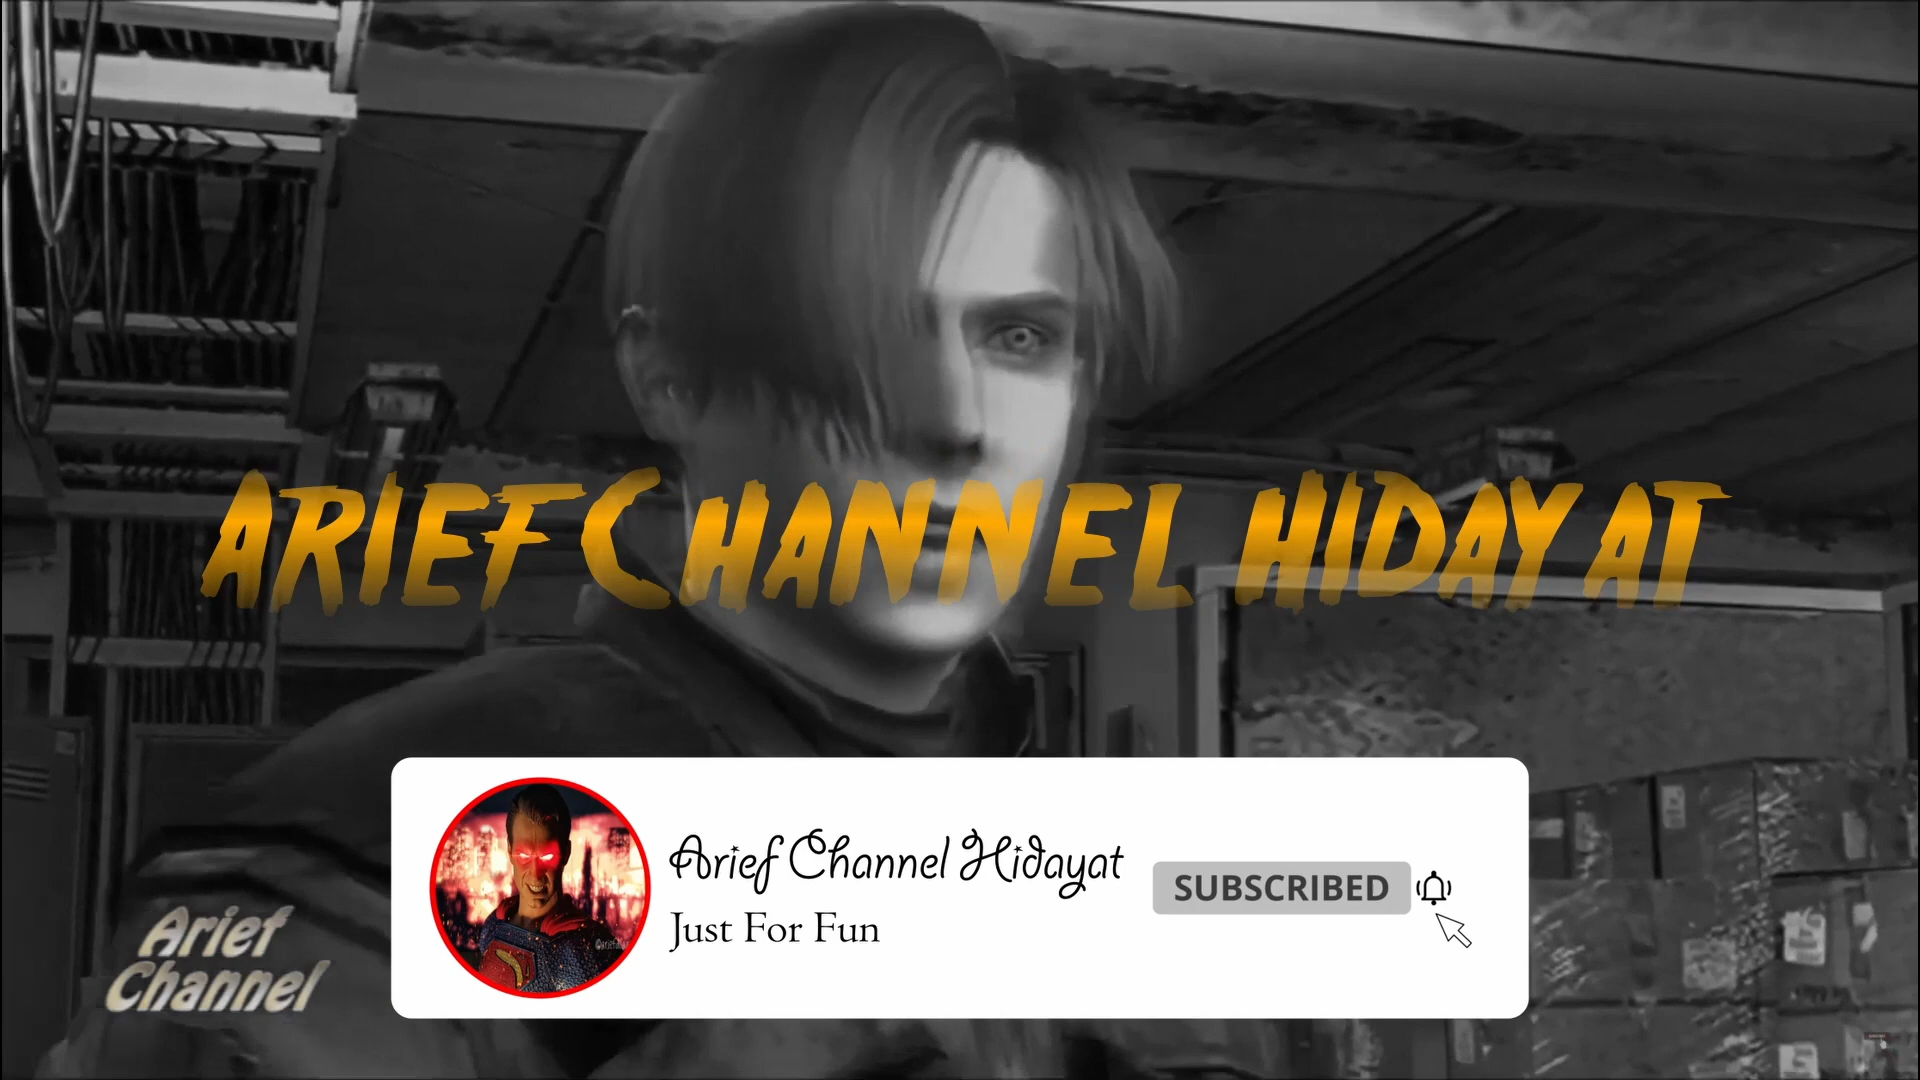 ARIEF CHANNEL HIDAYAT
Arief Channel Hidayat
Just For Fun
SUBSCRIBED
Arief
Channel